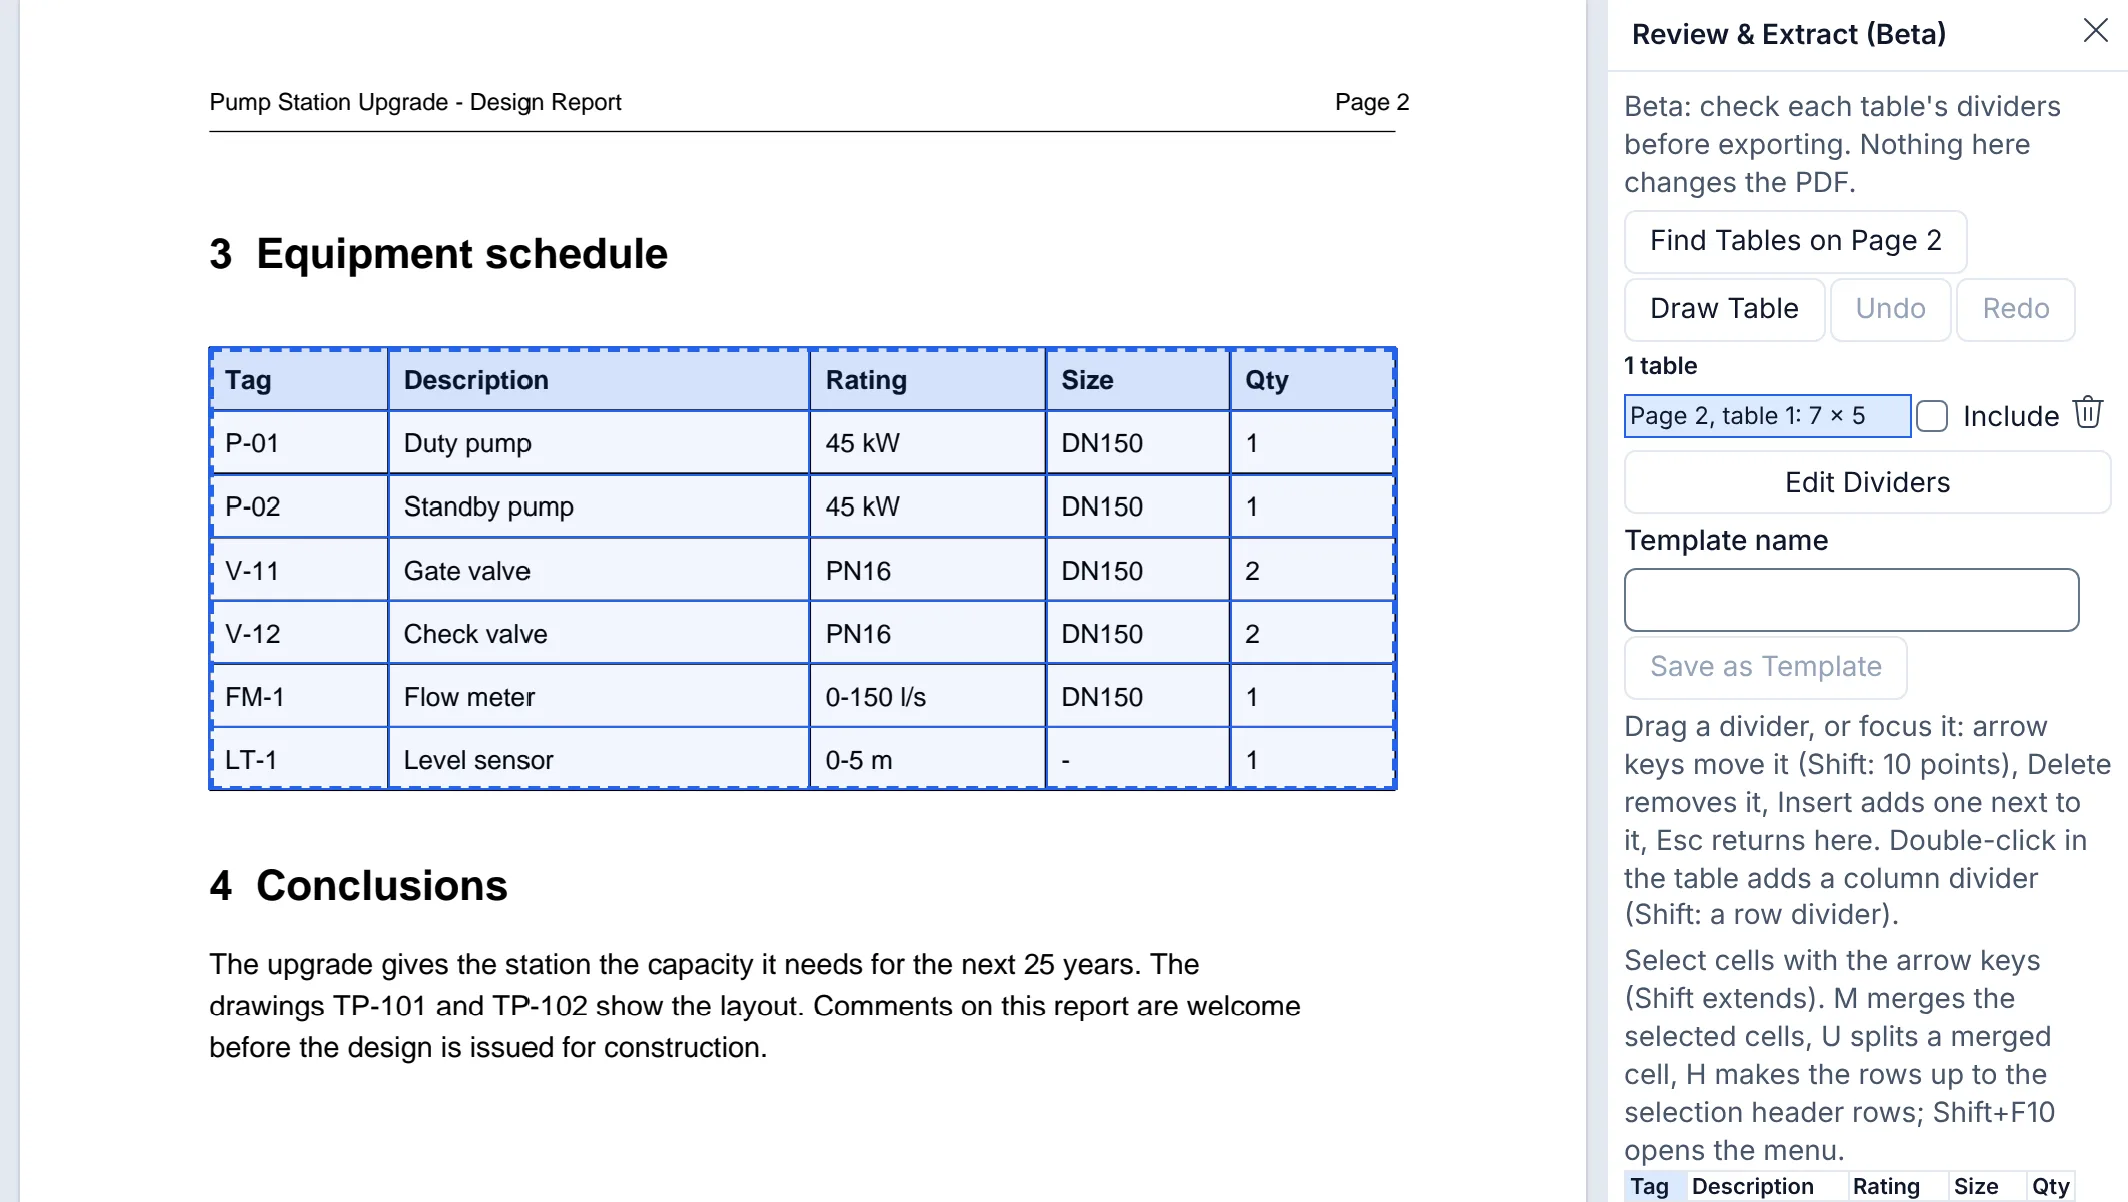 Pump Station Upgrade - Design Report Page 2
3 Equipment schedule
Tag Description Rating Size Qty
P-01 Duty pump 45 kW DN150 1
P-02 Standby pump 45 kW DN150 1
V-11 Gate valve PN16 DN150 2
V-12 Check valve PN16 DN150 2
FM-1 Flow meter 0-150 l/s DN150 1
LT-1 Level sensor 0-5 m - 1
4 Conclusions
The upgrade gives the station the capacity it needs for the next 25 years. The
drawings TP-101 and TP-102 show the layout. Comments on this report are welcome
before the design is issued for construction.
Review & Extract (Beta)
Beta: check each table's dividers
before exporting. Nothing here
changes the PDF.
Find Tables on Page 2
Draw Table Undo Redo
1 table
Page 2, table 1: 7 × 5 Include
Edit Dividers
Template name
Save as Template
Drag a divider, or focus it: arrow
keys move it (Shift: 10 points), Delete
removes it, Insert adds one next to
it, Esc returns here. Double-click in
the table adds a column divider
(Shift: a row divider).
Select cells with the arrow keys
(Shift extends). M merges the
selected cells, U splits a merged
cell, H makes the rows up to the
selection header rows; Shift+F10
opens the menu.
Tag Description Rating Size Qty